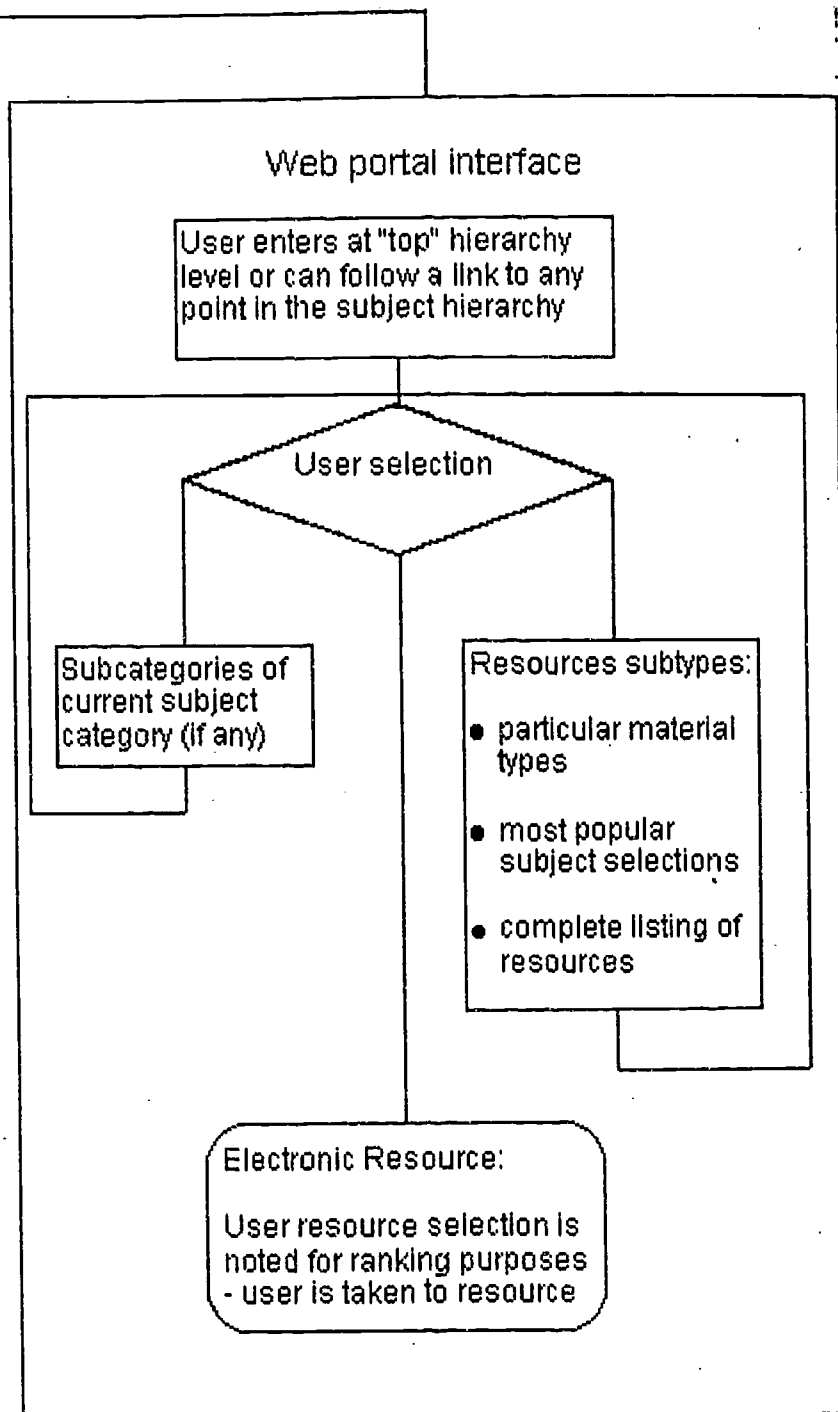 Web portal interface
User enters at "top" hierarchy
level or can follow a link to any
point in the subject hierarchy
User selection
Subcategories of
current subject
category (if any)
Resources subtypes:
• particular material
types
• most popular
subject selections
• complete listing of
resources
Electronic Resource:
User resource selection is
noted for ranking purposes
- user is taken to resource